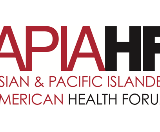 APIAHF
SIAN & PACIFIC ISLANDE
MERICAN HEALTH FORU